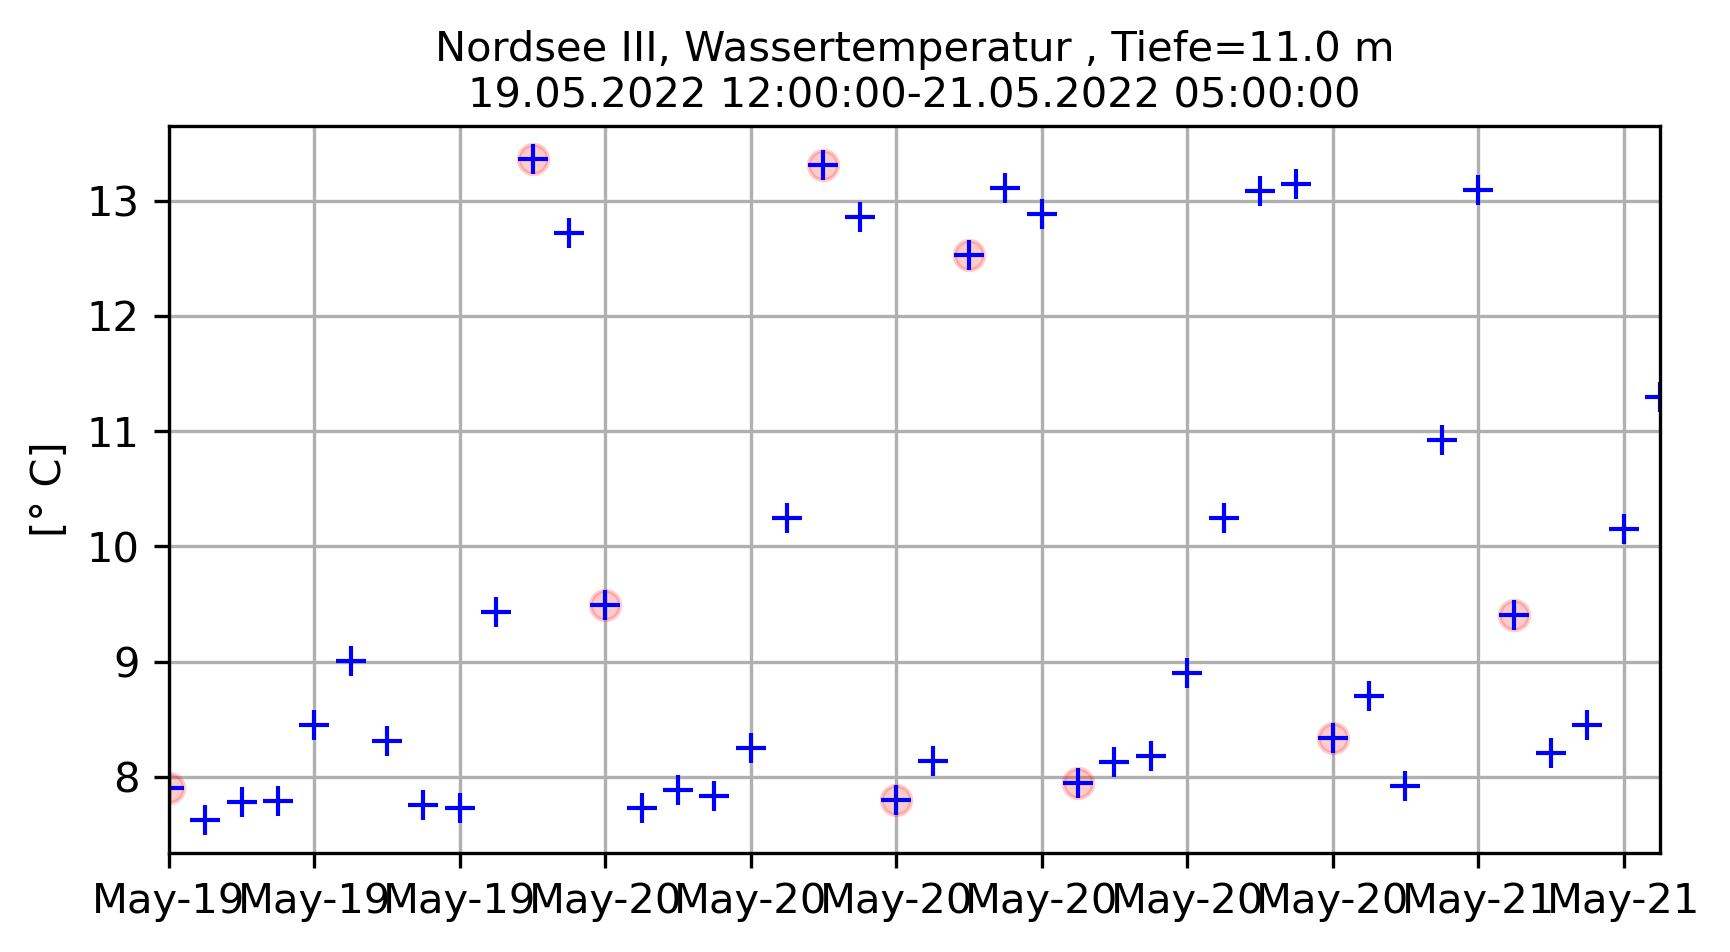 Nordsee III, Wassertemperatur , Tiefe=11.0 m
19.05.2022 12:00:00-21.05.2022 05:00:00
13
12
11
10
9
8
[° C]
May-19 May-19 May-19 May-20 May-20 May-20 May-20 May-20 May-20 May-21 May-21